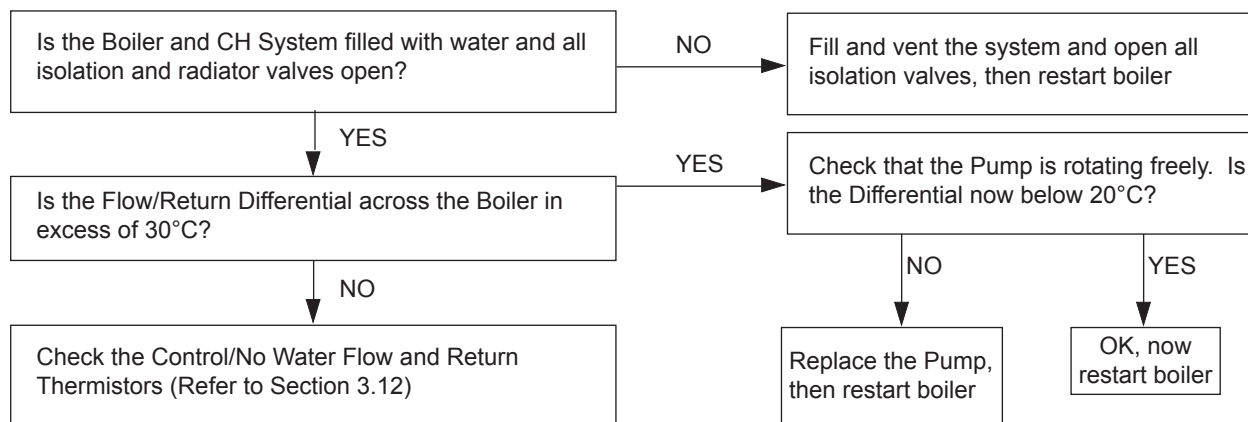 Is the Boiler and CH System filled with water and all
isolation and radiator valves open?
NO
Fill and vent the system and open all
isolation valves, then restart boiler
YES
Is the Flow/Return Differential across the Boiler in
excess of 30°C?
YES
Check that the Pump is rotating freely.  Is
the Differential now below 20°C?
NO
Check the Control/No Water Flow and Return
Thermistors (Refer to Section 3.12)
NO
Replace the Pump,
then restart boiler
YES
OK, now
restart boiler